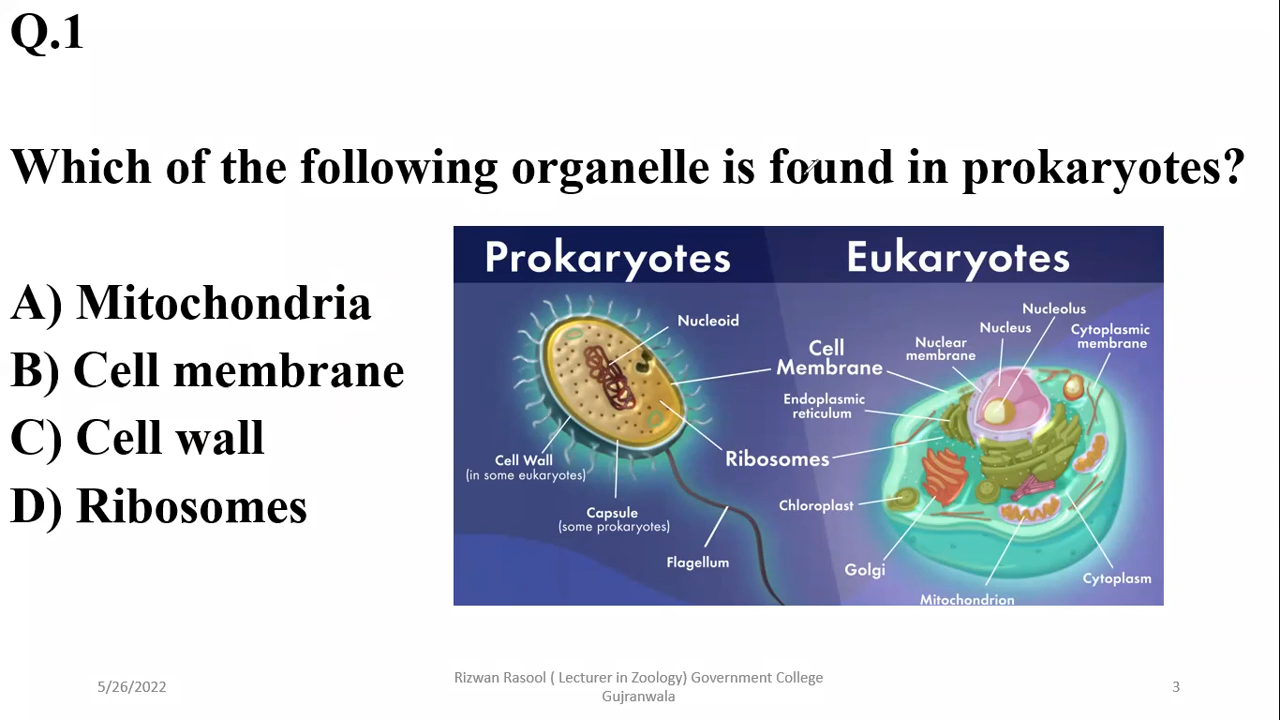 Q.1
Which of the following organelle is found in prokaryotes?
A) Mitochondria
B) Cell membrane
C) Cell wall
D) Ribosomes
Prokaryotes
Eukaryotes
Nucleoid
Cell
Membrane
Ribosomes
Cell Wall
(in some eukaryotes)
Capsule
(some prokaryotes)
Flagellum
Nucleolus
Nucleus
Cytoplasmic
membrane
Nuclear
membrane
Endoplasmic
reticulum
Chloroplast
Golgi
Mitochondrion
Cytoplasm
5/26/2022
Rizwan Rasool ( Lecturer in Zoology) Government College
Gujranwala
3